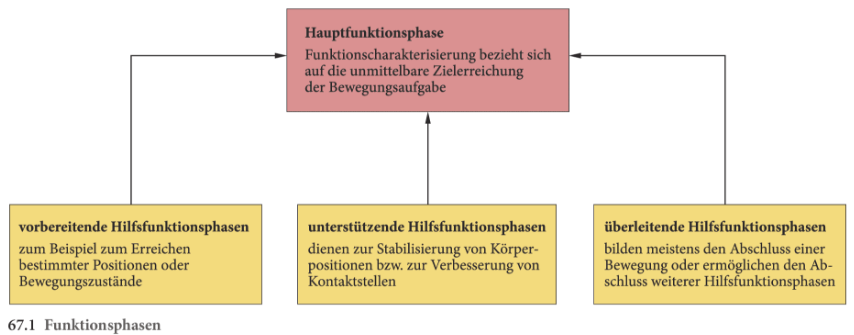 Hauptfunktionsphase
Funktionscharakterisierung bezieht sich
auf die unmittelbare Zielerreichung
der Bewegungsaufgabe
vorbereitende Hilfsfunktionsphasen
zum Beispiel zum Erreichen
bestimmter Positionen oder
Bewegungszustände
unterstützende Hilfsfunktionsphasen
dienen zur Stabilisierung von Körper-
positionen bzw. zur Verbesserung von
Kontaktstellen
überleitende Hilfsfunktionsphasen
bilden meistens den Abschluss einer
Bewegung oder ermöglichen den Ab-
schluss weiterer Hilfsfunktionsphasen
67.1 Funktionsphasen